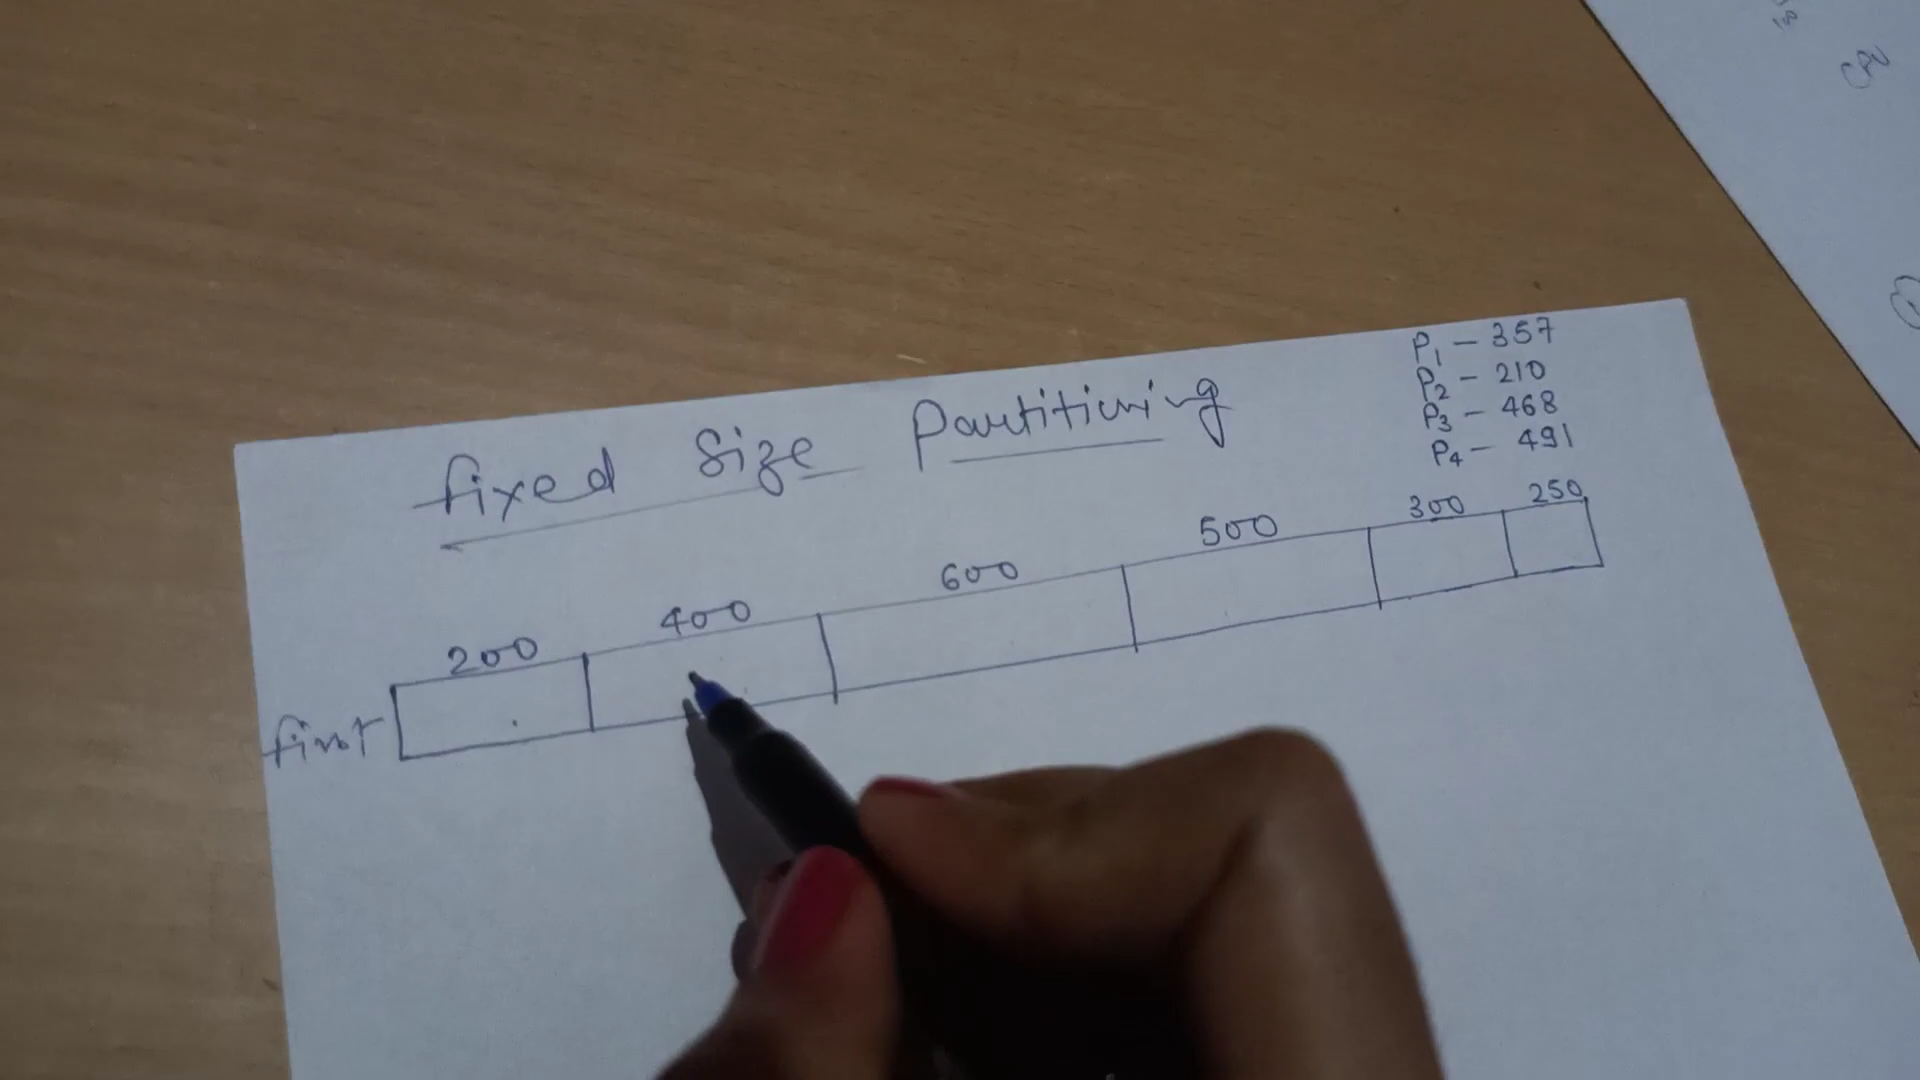 P1 - 357
P2 - 210
P3 - 468
P4 - 491
fixed Size Partitioning
200 400 600 500 300 250
first